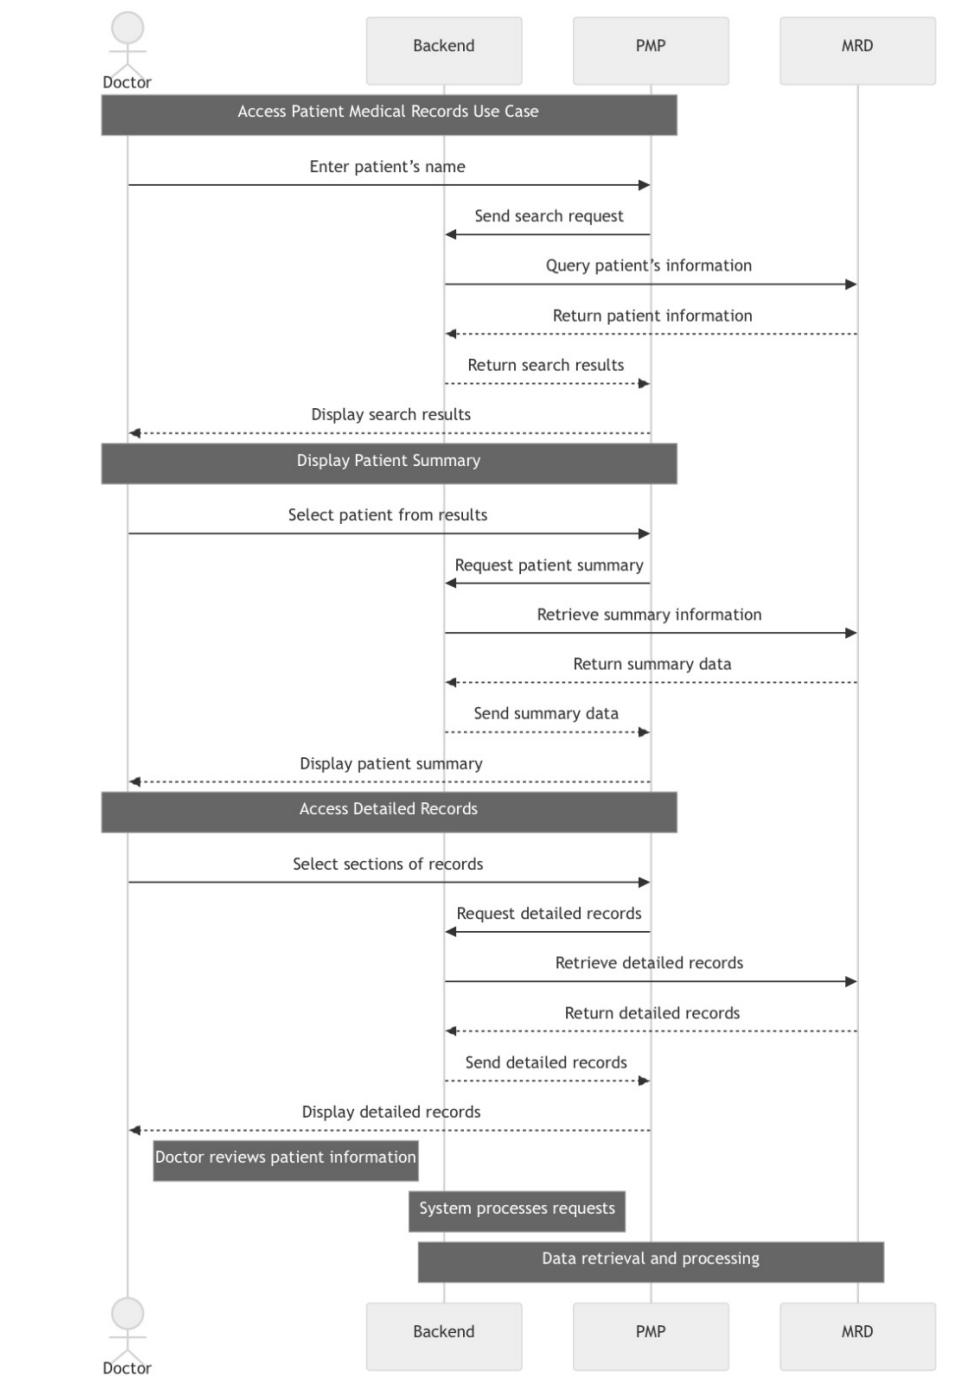 Doctor
Backend
PMP
MRD
Access Patient Medical Records Use Case
Enter patient’s name
Send search request
Query patient’s information
Return patient information
Return search results
Display search results
Display Patient Summary
Select patient from results
Request patient summary
Retrieve summary information
Return summary data
Send summary data
Display patient summary
Access Detailed Records
Select sections of records
Request detailed records
Retrieve detailed records
Return detailed records
Send detailed records
Display detailed records
Doctor reviews patient information
System processes requests
Data retrieval and processing
Backend
PMP
MRD
Doctor